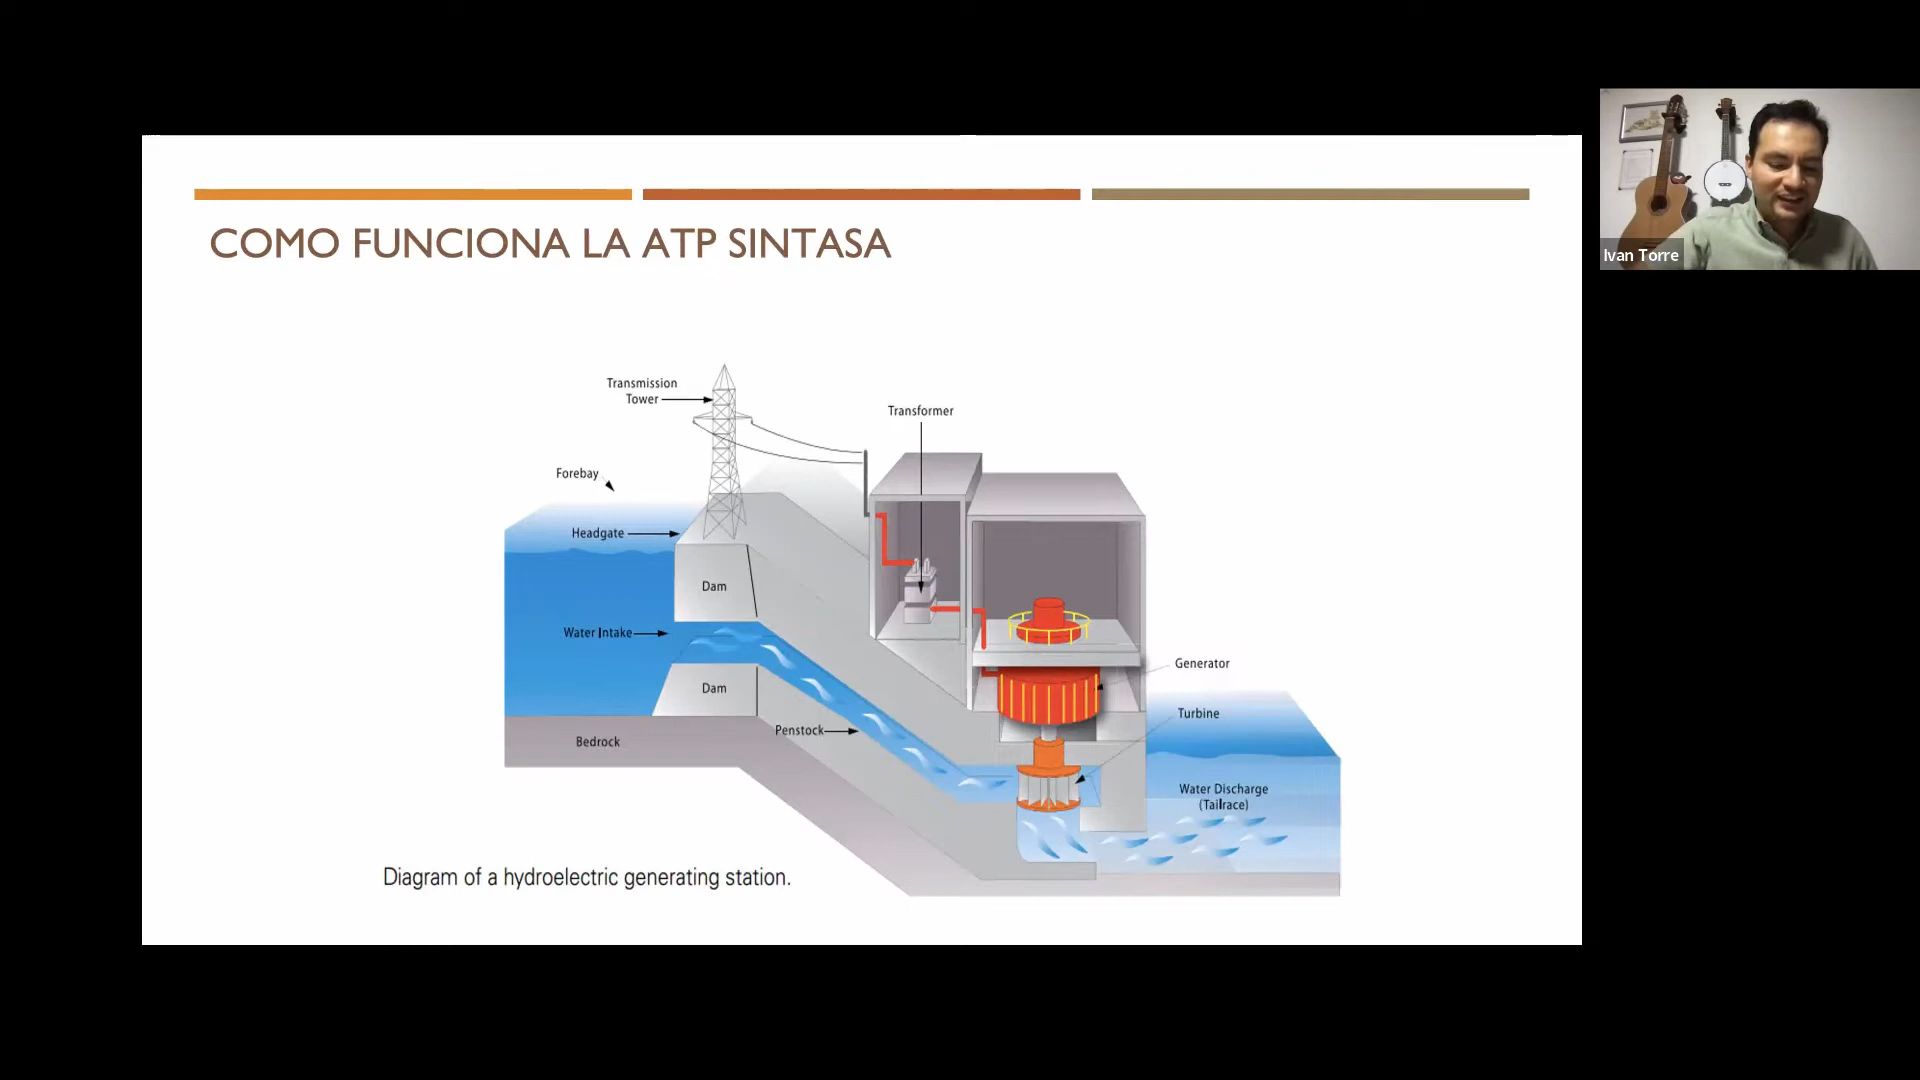 COMO FUNCIONA LA ATP SINTASA
Ivan Torre
Transmission
Tower
Transformer
Forebay
Headgate
Dam
Water Intake
Generator
Dam
Turbine
Penstock
Bedrock
Water Discharge
(Tailrace)
Diagram of a hydroelectric generating station.